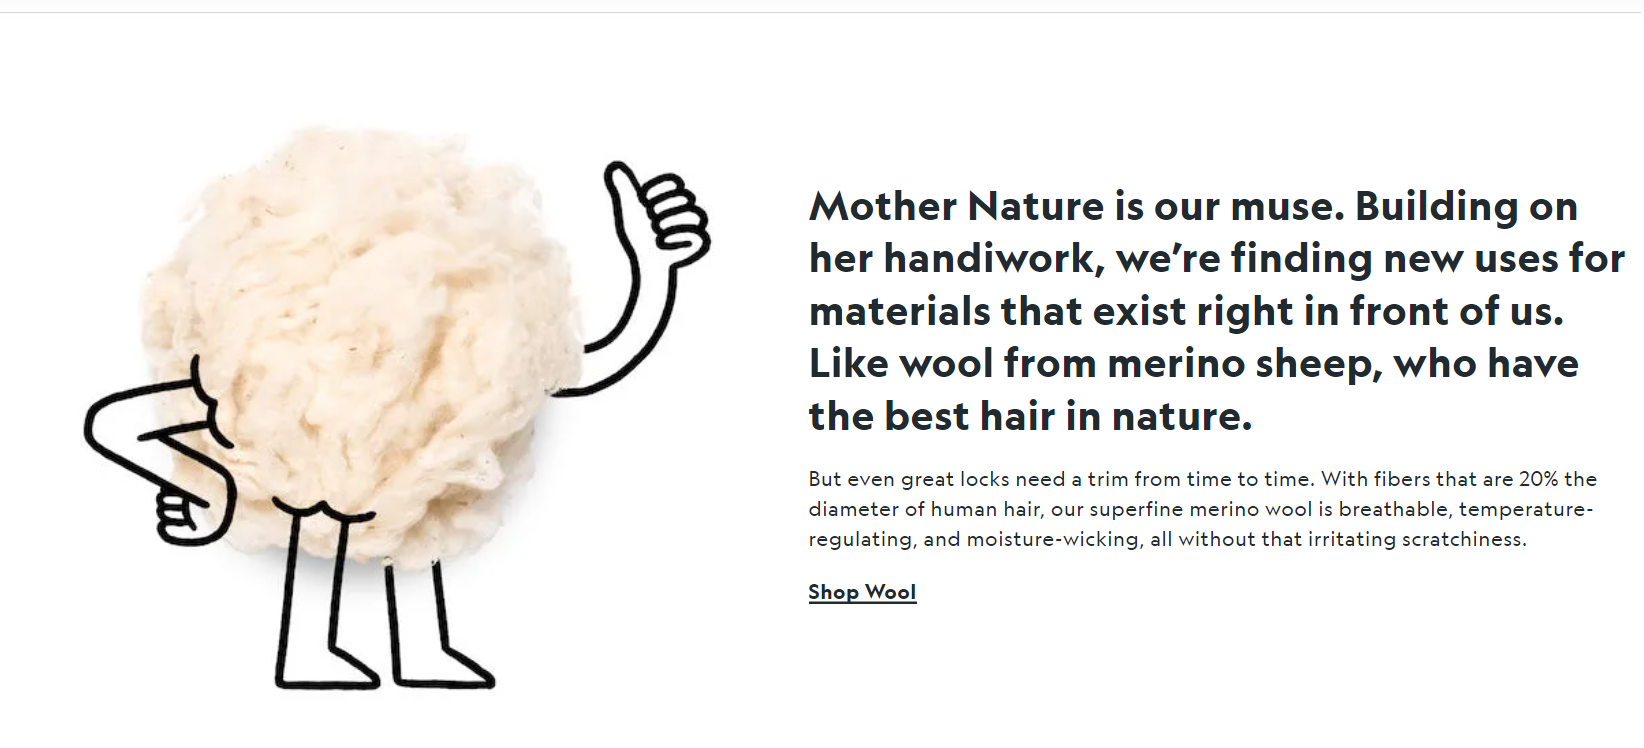 Mother Nature is our muse. Building on
her handiwork, we’re finding new uses for
materials that exist right in front of us.
Like wool from merino sheep, who have
the best hair in nature.
But even great locks need a trim from time to time. With fibers that are 20% the
diameter of human hair, our superfine merino wool is breathable, temperature-
regulating, and moisture-wicking, all without that irritating scratchiness.
Shop Wool